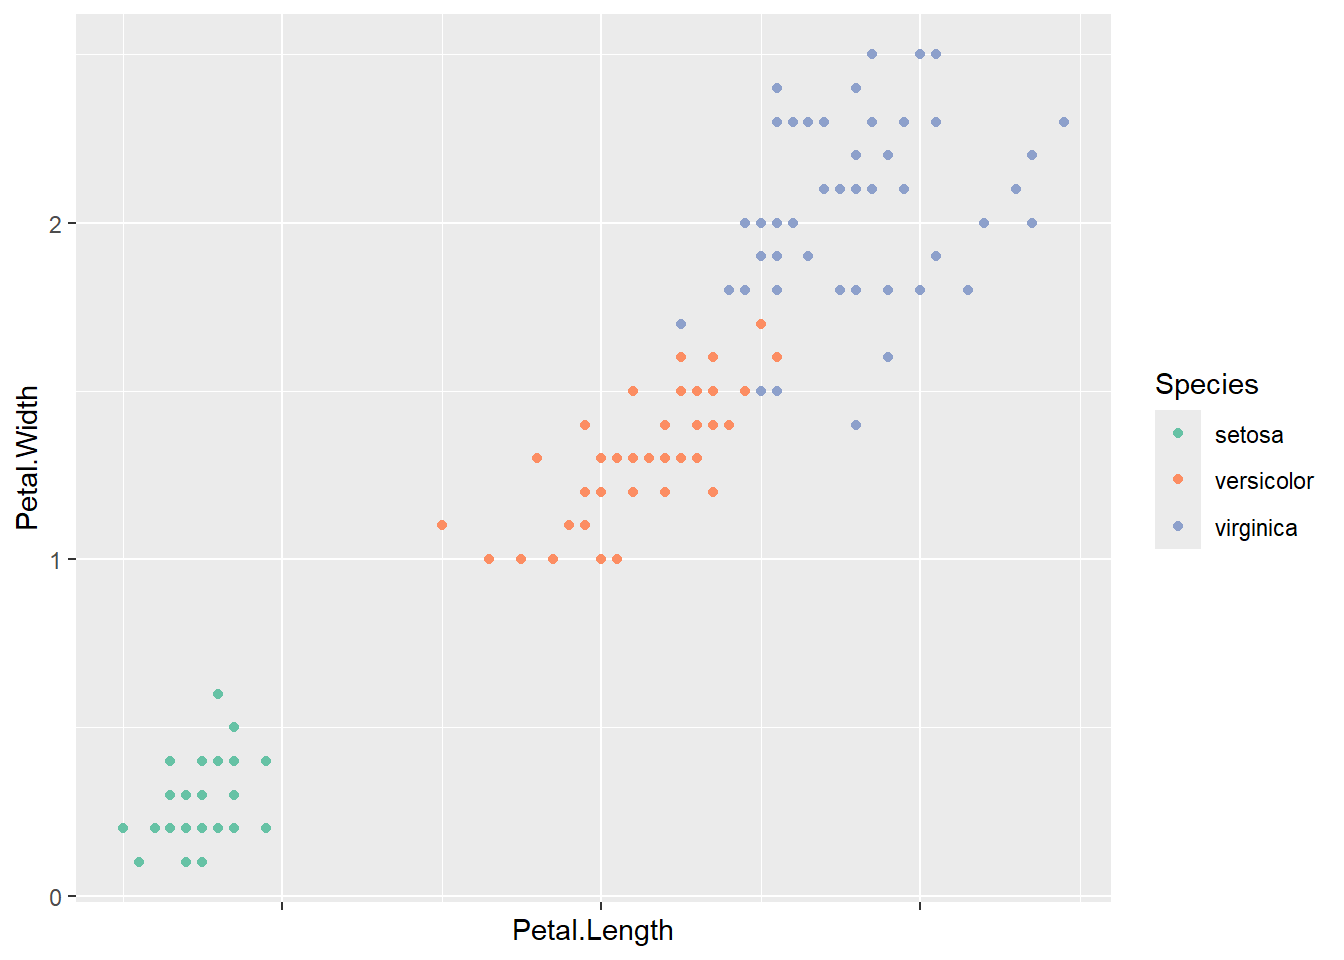 2
1
0
Petal.Width
Petal.Length
Species
setosa
versicolor
virginica